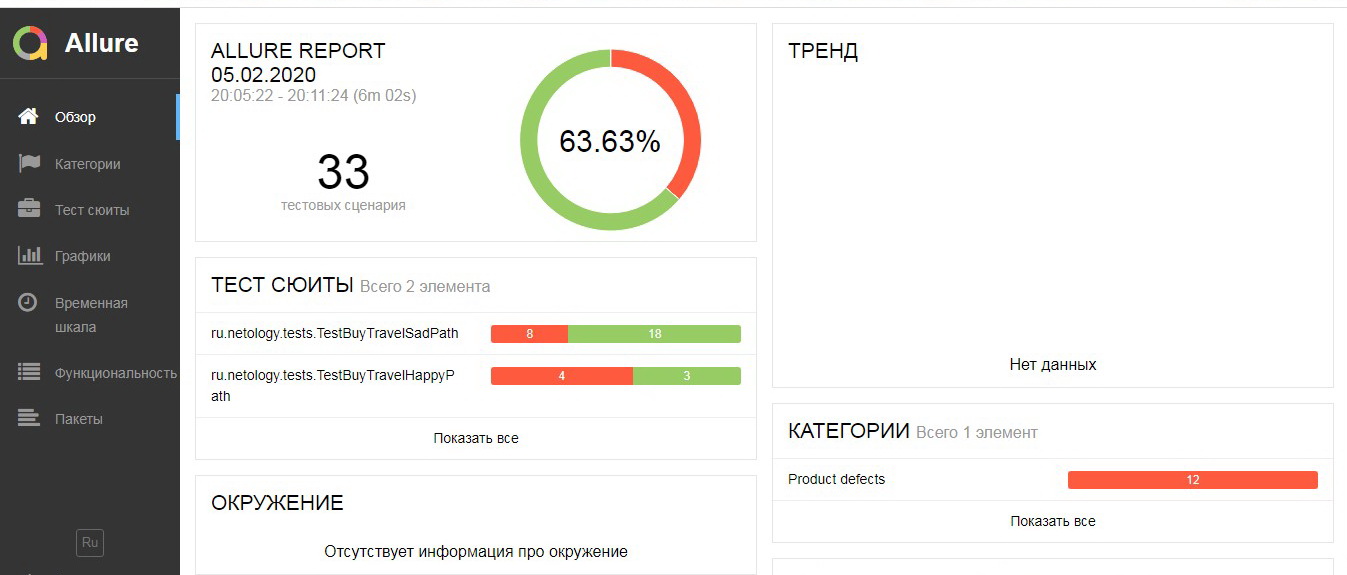 Allure
Обзор
Категории
Тест сюиты
Графики
Временная
шкала
Функциональность
Пакеты
Ru
ALLURE REPORT
05.02.2020
20:05:22 - 20:11:24 (6m 02s)
33
тестовых сценария
63.63%
ТЕСТ СЮИТЫ Всего 2 элемента
ru.netology.tests.TestBuyTravelSadPath 8 18
ru.netology.tests.TestBuyTravelHappyP 4 3
ath
Показать все
ОКРУЖЕНИЕ
Отсутствует информация про окружение
ТРЕНД
Нет данных
КАТЕГОРИИ Всего 1 элемент
Product defects 12
Показать все